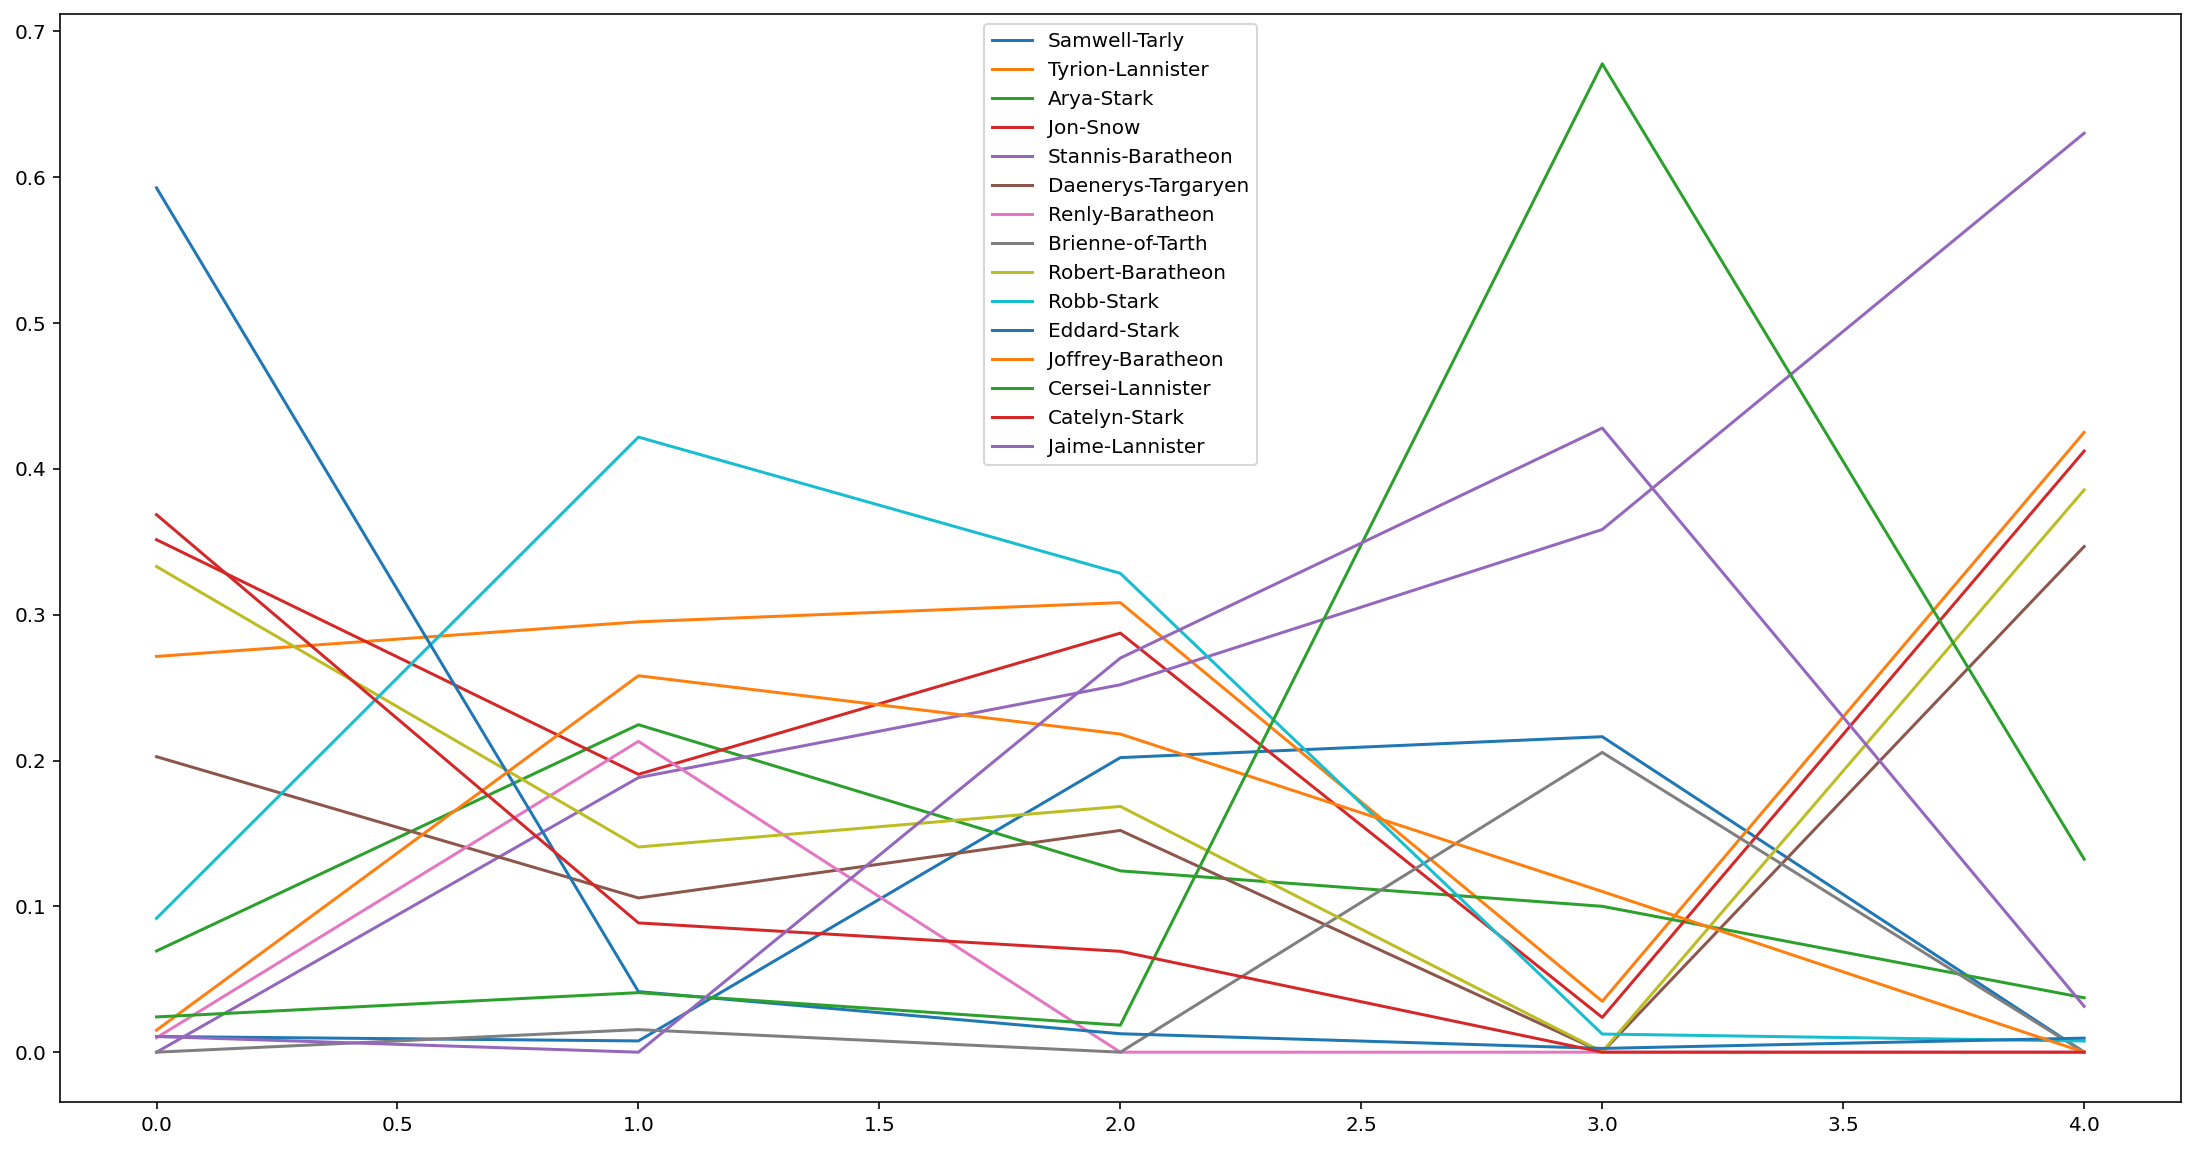 0.7
0.6
0.5
0.4
0.3
0.2
0.1
0.0
Samwell-Tarly
Tyrion-Lannister
Arya-Stark
Jon-Snow
Stannis-Baratheon
Daenerys-Targaryen
Renly-Baratheon
Brienne-of-Tarth
Robert-Baratheon
Robb-Stark
Eddard-Stark
Joffrey-Baratheon
Cersei-Lannister
Catelyn-Stark
Jaime-Lannister
0.0 0.5 1.0 1.5 2.0 2.5 3.0 3.5 4.0